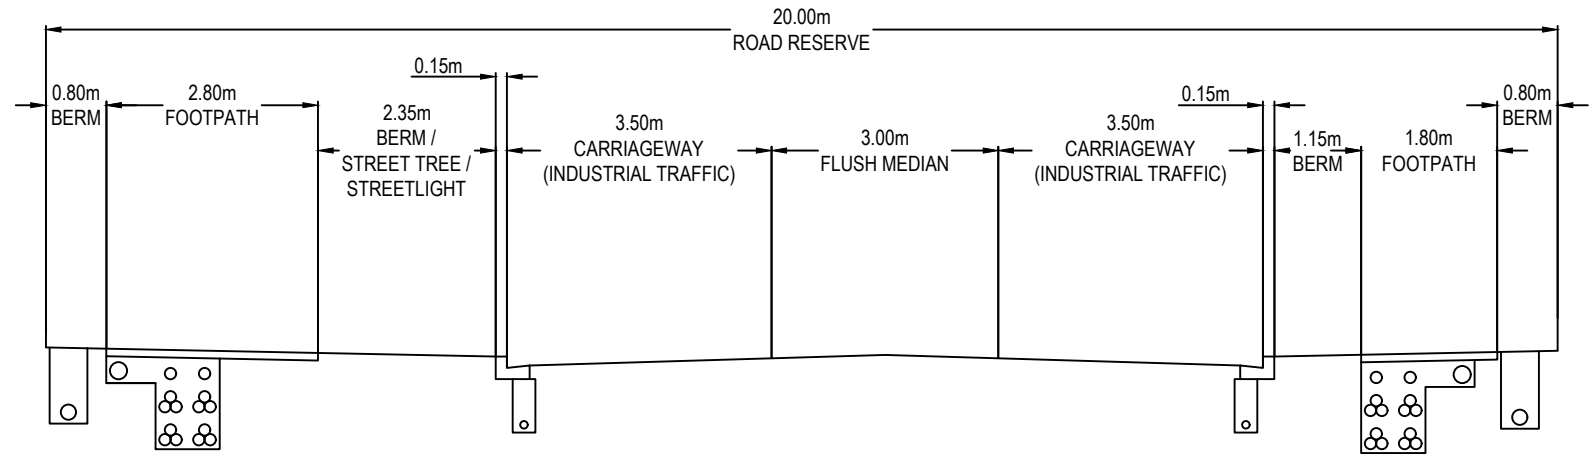 20.00m
ROAD RESERVE
0.80m
BERM
2.80m
FOOTPATH
2.35m
BERM /
STREET TREE /
STREETLIGHT
0.15m
3.50m
CARRIAGEWAY
(INDUSTRIAL TRAFFIC)
3.00m
FLUSH MEDIAN
3.50m
CARRIAGEWAY
(INDUSTRIAL TRAFFIC)
0.15m
1.15m
BERM
1.80m
FOOTPATH
0.80m
BERM